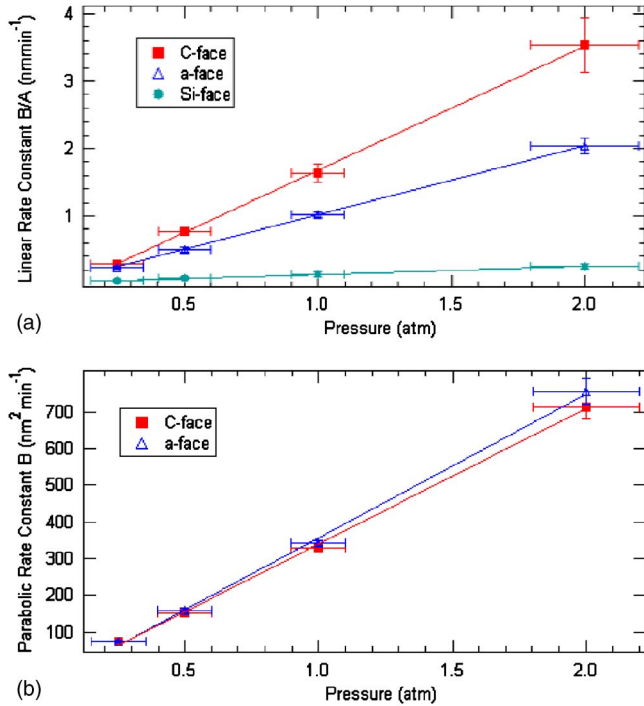 4
3
2
1
Linear Rate Constant B/A (nmmin-1)
C-face
a-face
Si-face
0.5
1.0
1.5
2.0
(a)
Pressure (atm)
700
600
500
400
300
200
100
Parabolic Rate Constant B (nm2 min-1)
C-face
a-face
0.5
1.0
1.5
2.0
(b)
Pressure (atm)